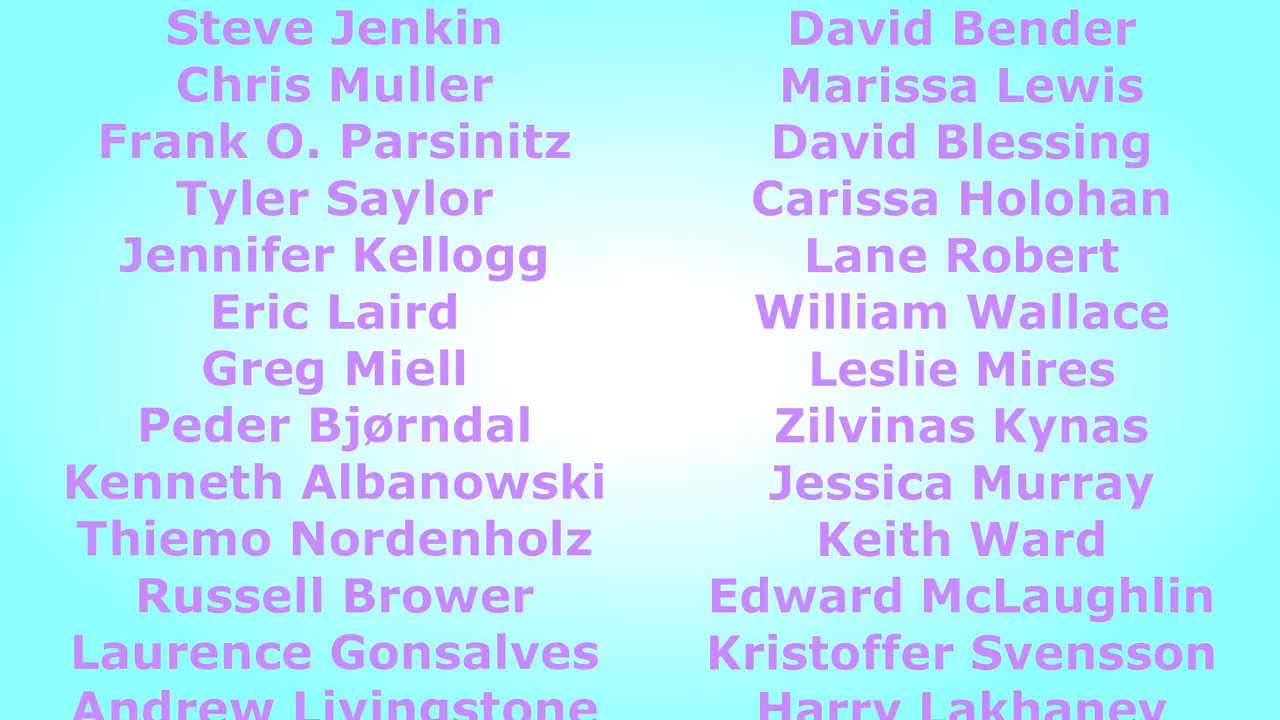 Steve Jenkin
Chris Muller
Frank O. Parsinitz
Tyler Saylor
Jennifer Kellogg
Eric Laird
Greg Miell
Peder Bjørndal
Kenneth Albanowski
Thiemo Nordenholz
Russell Brower
Laurence Gonsalves
Andrew Livingstone
David Bender
Marissa Lewis
David Blessing
Carissa Holohan
Lane Robert
William Wallace
Leslie Mires
Zilvinas Kynas
Jessica Murray
Keith Ward
Edward McLaughlin
Kristoffer Svensson
Harry Lakhaney